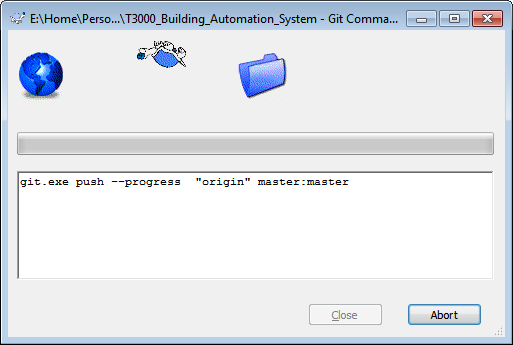 E:\Home\Perso...\T3000_Building_Automation_System - Git Comma...
git.exe push --progress  "origin" master:master
Close
Abort